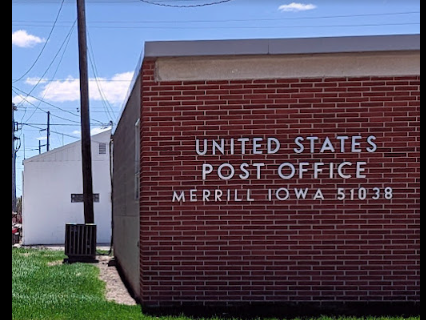 UNITED STATES
POST OFFICE
MERRILL IOWA 51038